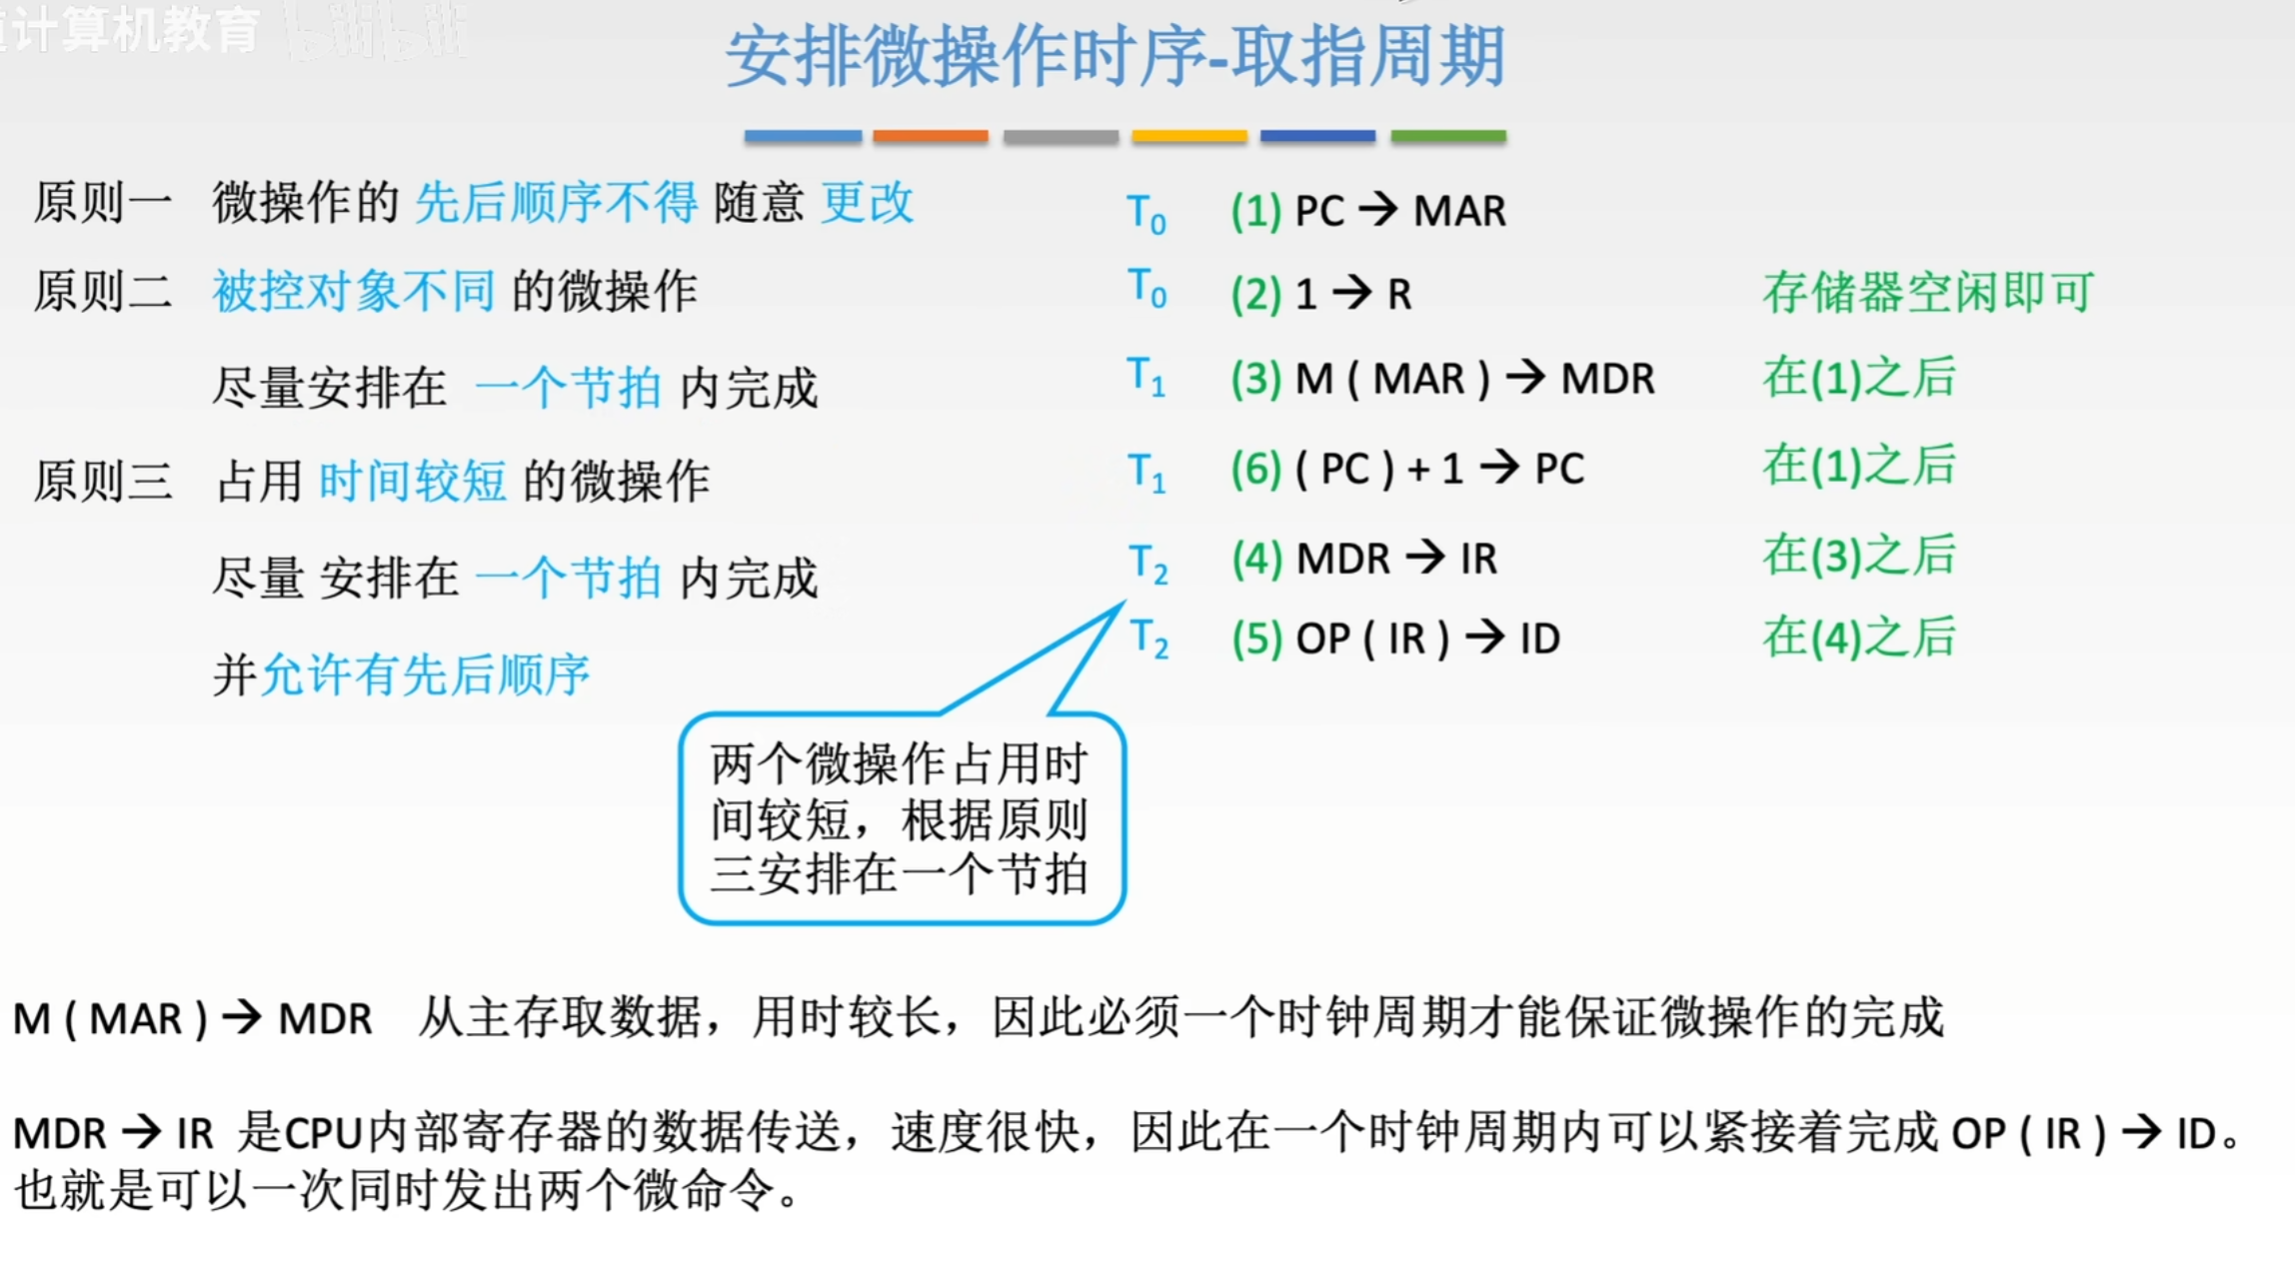 计算机教育 bilibili
安排微操作时序-取指周期
原则一 微操作的 先后顺序不得 随意 更改
原则二 被控对象不同 的微操作
尽量安排在 一个节拍 内完成
原则三 占用 时间较短 的微操作
尽量 安排在 一个节拍 内完成
并允许有先后顺序
T0 (1) PC → MAR
T0 (2) 1 → R 存储器空闲即可
T1 (3) M ( MAR ) → MDR 在(1)之后
T1 (6) ( PC ) + 1 → PC 在(1)之后
T2 (4) MDR → IR 在(3)之后
T2 (5) OP ( IR ) → ID 在(4)之后
两个微操作占用时
间较短，根据原则
三安排在一个节拍
M ( MAR ) → MDR 从主存取数据，用时较长，因此必须一个时钟周期才能保证微操作的完成
MDR → IR 是CPU内部寄存器的数据传送，速度很快，因此在一个时钟周期内可以紧接着完成 OP ( IR ) → ID。
也就是可以一次同时发出两个微命令。